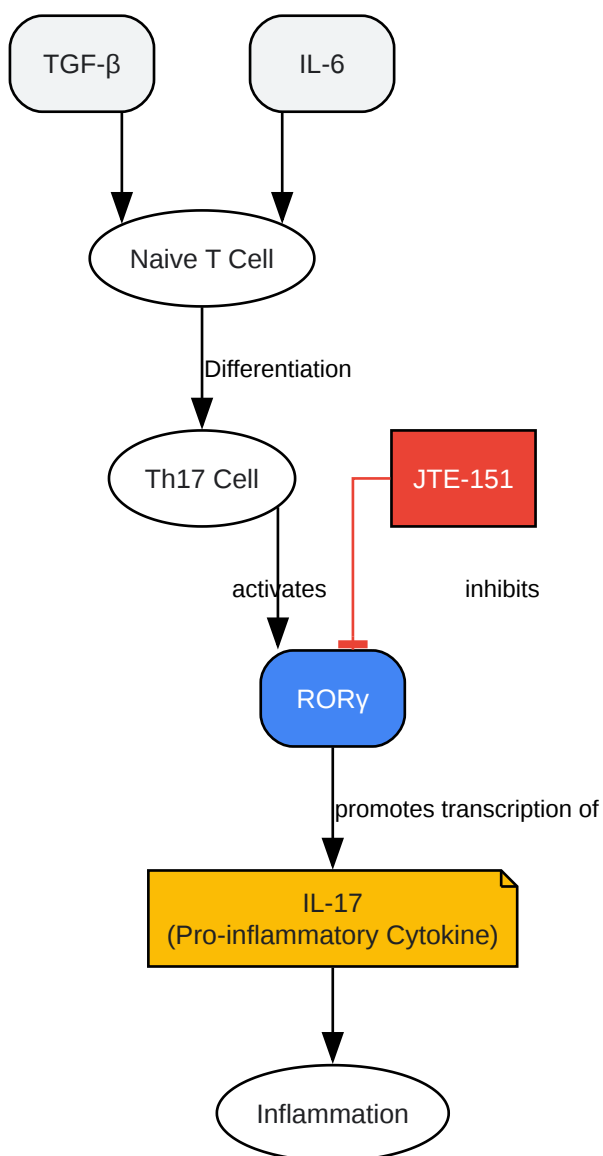 TGF-β
IL-6
Naive T Cell
Differentiation
Th17 Cell
JTE-151
activates
inhibits
RORγ
promotes transcription of
IL-17
(Pro-inflammatory Cytokine)
Inflammation